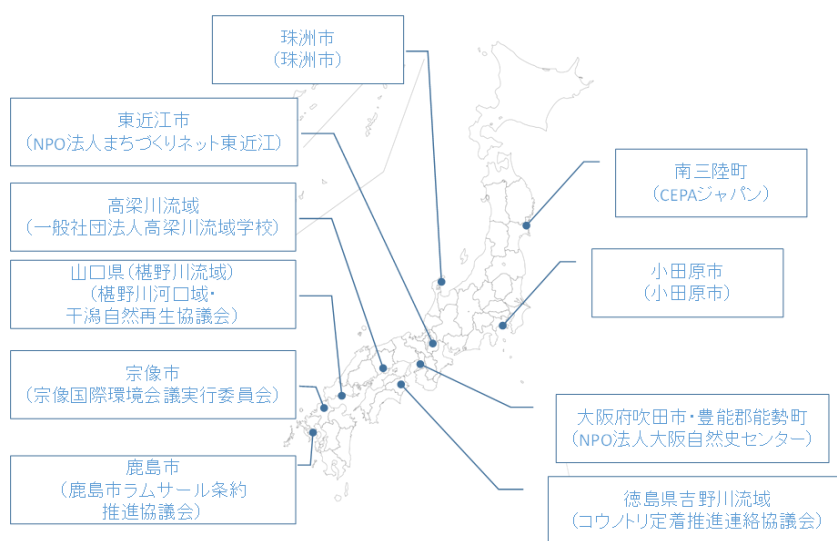 珠洲市
（珠洲市）
東近江市
（NPO法人まちづくりネット東近江）
高梁川流域
（一般社団法人高梁川流域学校）
山口県（椹野川流域）
（椹野川河口域・
干潟自然再生協議会）
宗像市
（宗像国際環境会議実行委員会）
鹿島市
（鹿島市ラムサール条約
推進協議会）
南三陸町
（CEPAジャパン）
小田原市
（小田原市）
大阪府吹田市・豊能郡能勢町
（NPO法人大阪自然史センター）
徳島県吉野川流域
（コウノトリ定着推進連絡協議会）